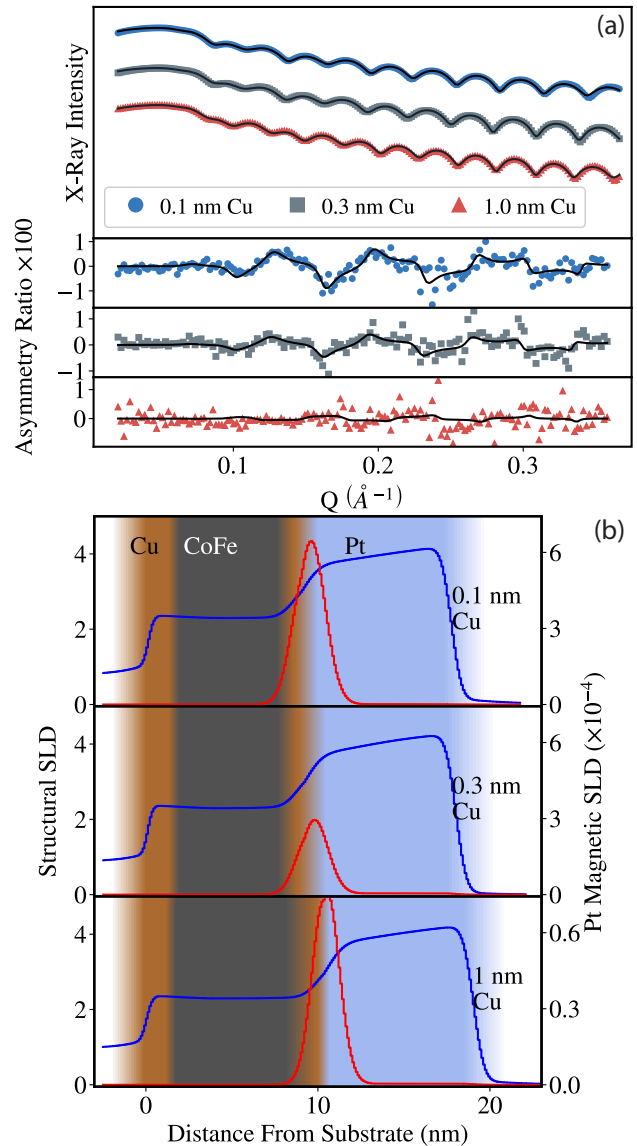 (a)
X-Ray Intensity
0.1 nm Cu 0.3 nm Cu 1.0 nm Cu
Asymmetry Ratio ×100
1
0
−1
1
0
−1
1
0
0.1 0.2 0.3
Q (Å⁻¹)
(b)
Cu CoFe Pt
4
2
0
6
3
0
0.1 nm
Cu
4
2
0
6
3
0
0.3 nm
Cu
4
2
0
0.6
0.3
0.0
1 nm
Cu
Structural SLD
Pt Magnetic SLD (×10⁻⁴)
0 10 20
Distance From Substrate (nm)